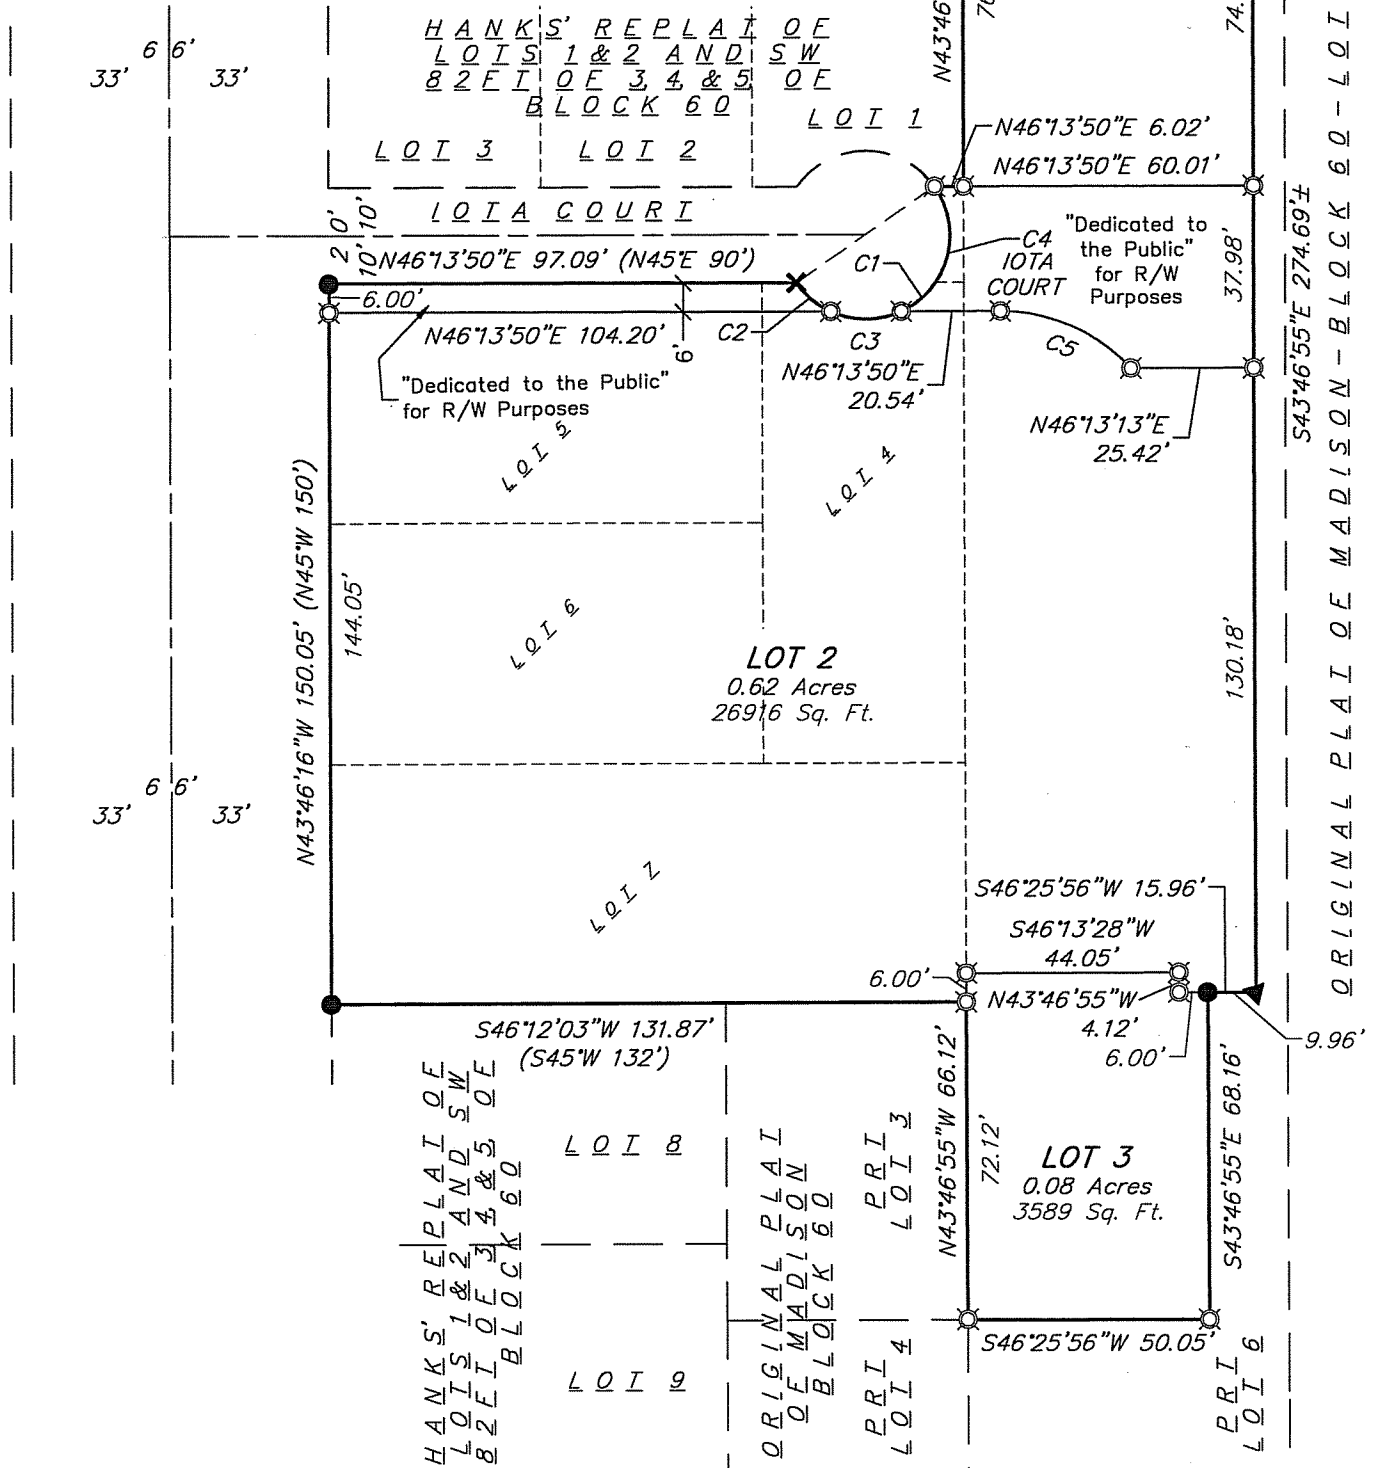 HANKS' REPLAT OF
LOTS 1&2 AND SW
82FT OF 3,4,&5 OF
BLOCK 60
6 6'
33' 33'
LOT 3
LOT 2
LOT 1
N43°46
74.
N46°13'50"E 6.02'
N46°13'50"E 60.01'
IOTA COURT
20'
10' 10'
N46°13'50"E 97.09' (N45°E 90')
6.00'
N46°13'50"E 104.20'
6'
"Dedicated to the Public"
for R/W Purposes
C1
C2
C3
C4
C5
IOTA
COURT
"Dedicated to
the Public"
for R/W
Purposes
37.98'
N46°13'50"E
20.54'
N46°13'13"E
25.42'
S43°46'55"E 274.69'±
ORIGINAL PLAT OF MADISON-BLOCK 60-LOT
LOT 5
LOT 4
LOT 6
LOT 7
N43°46'16"W 150.05' (N45°W 150')
144.05'
LOT 2
0.62 Acres
26916 Sq. Ft.
130.18'
6 6'
33' 33'
S46°25'56"W 15.96'
S46°13'28"W
44.05'
6.00'
N43°46'55"W
4.12'
6.00'
9.96'
S46°12'03"W 131.87'
(S45°W 132')
N43°46'55"W 66.12'
72.12'
LOT 3
0.08 Acres
3589 Sq. Ft.
S43°46'55"E 68.16'
S46°25'56"W 50.05'
HANKS' REPLAT OF
LOTS 1&2 AND SW
82FT OF 3,4,&5, OF
BLOCK 60
LOT 8
LOT 9
ORIGINAL PLAT
OF MADISON
BLOCK 60
PRT
LOT 3
PRT
LOT 4
PRT
LOT 6